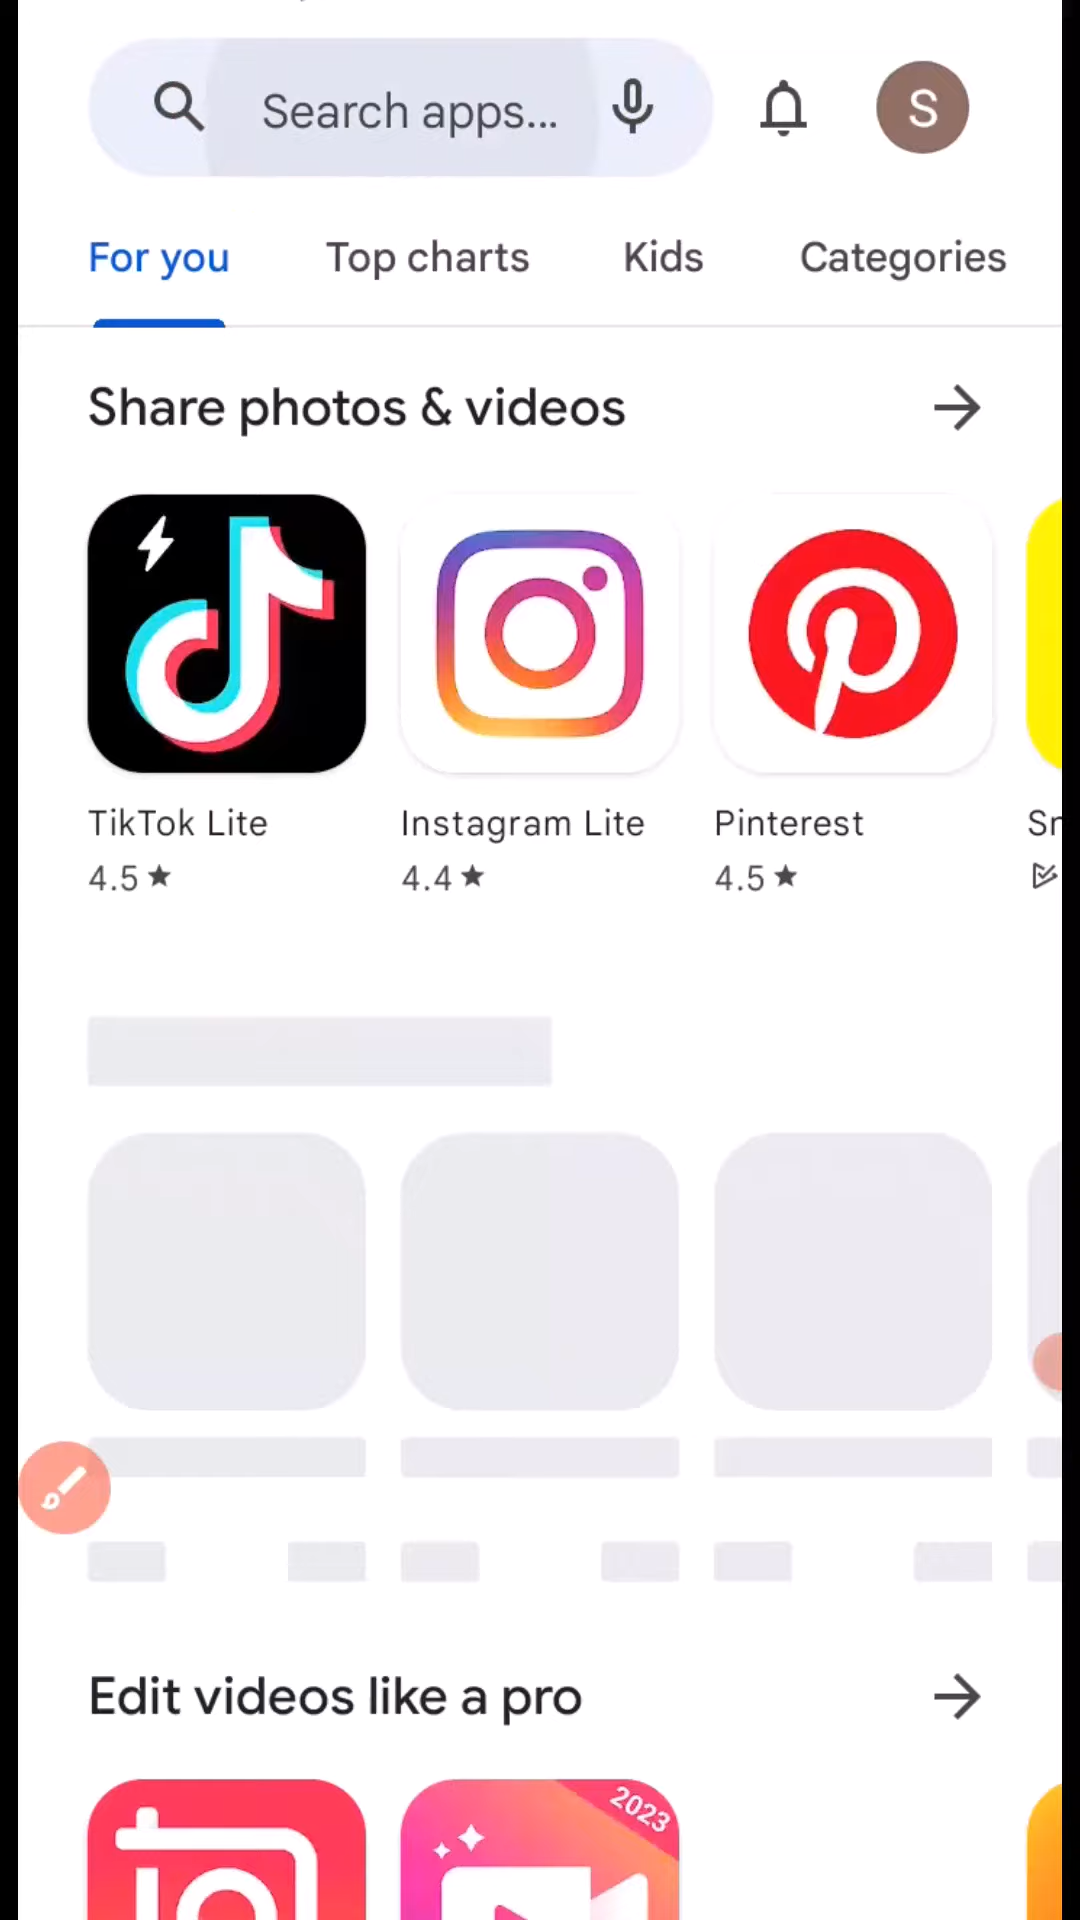 Search apps...
S
For you
Top charts
Kids
Categories
Share photos & videos
TikTok Lite
Instagram Lite
Pinterest
Sn
4.5 ★
4.4 ★
4.5 ★
Edit videos like a pro
2023